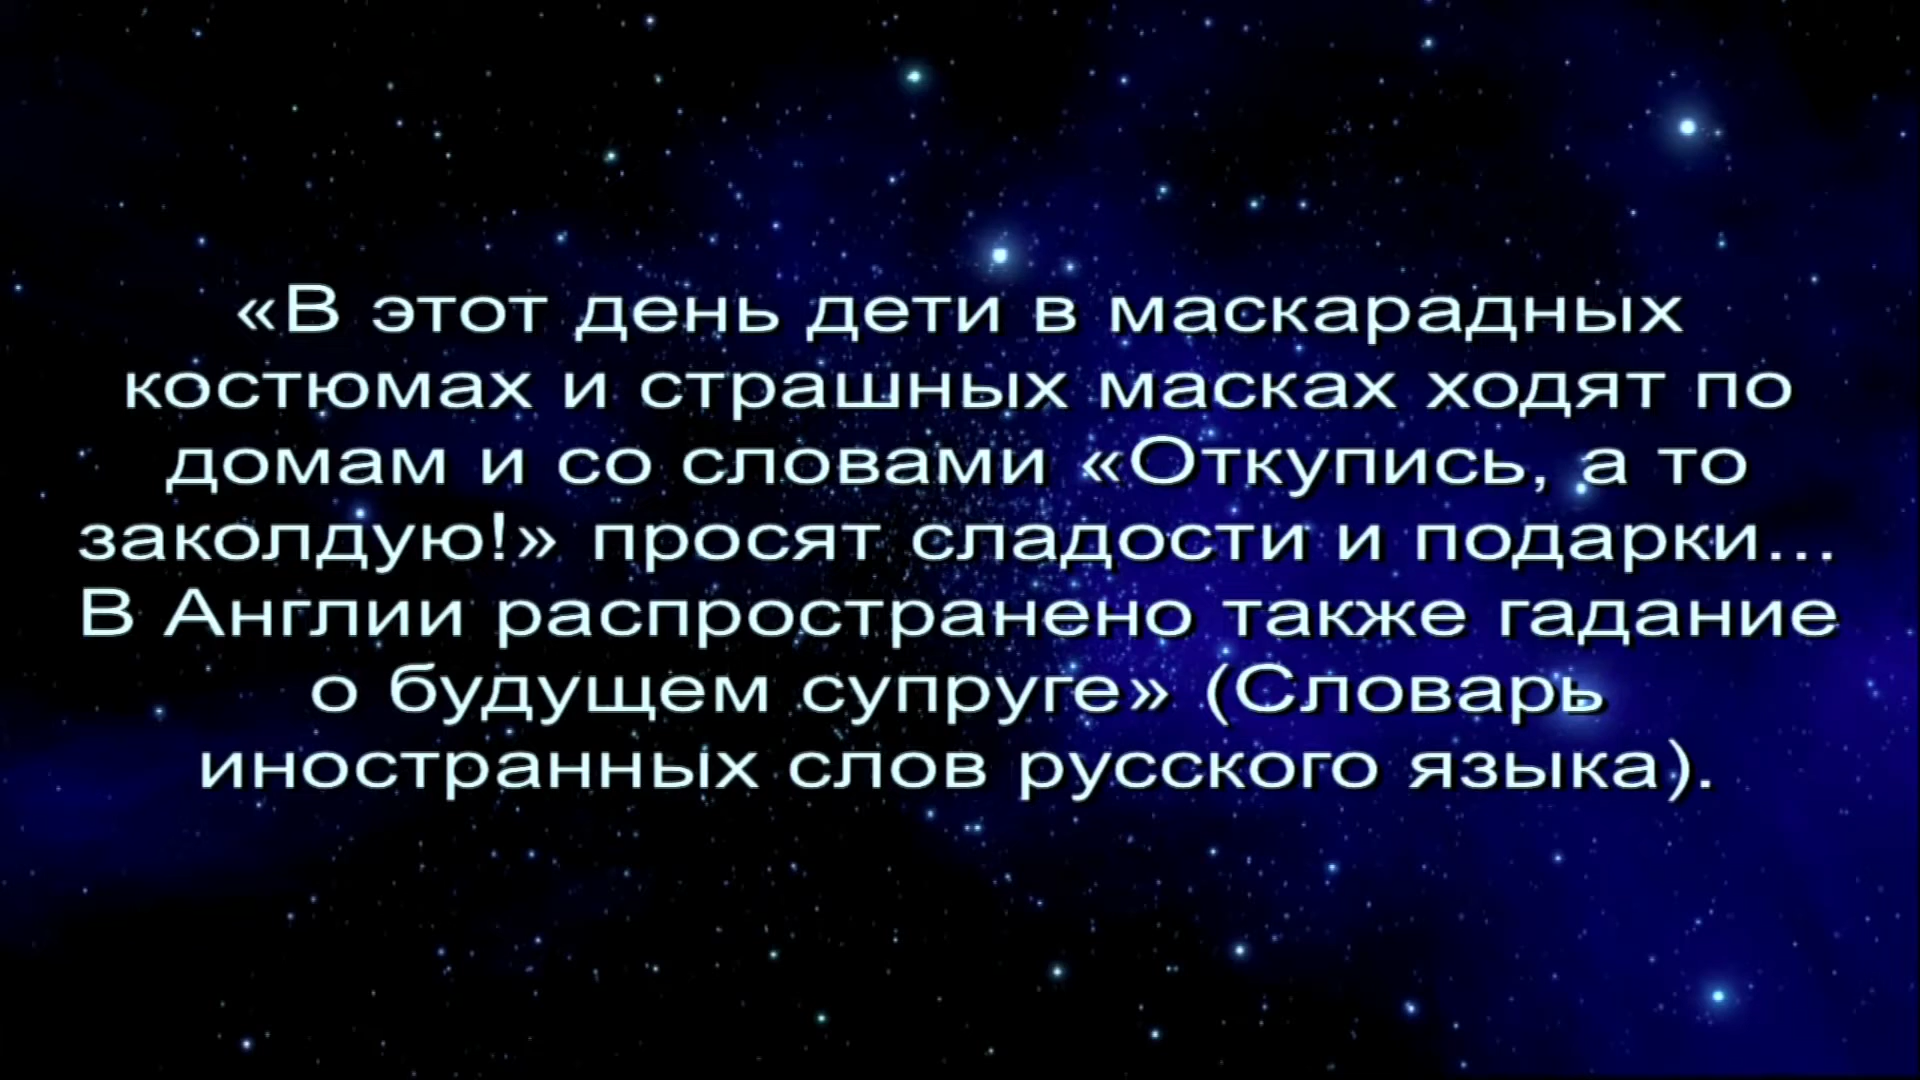 «В этот день дети в маскарадных
костюмах и страшных масках ходят по
домам и со словами «Откупись, а то
заколдую!» просят сладости и подарки...
В Англии распространено также гадание
о будущем супруге» (Словарь
иностранных слов русского языка).